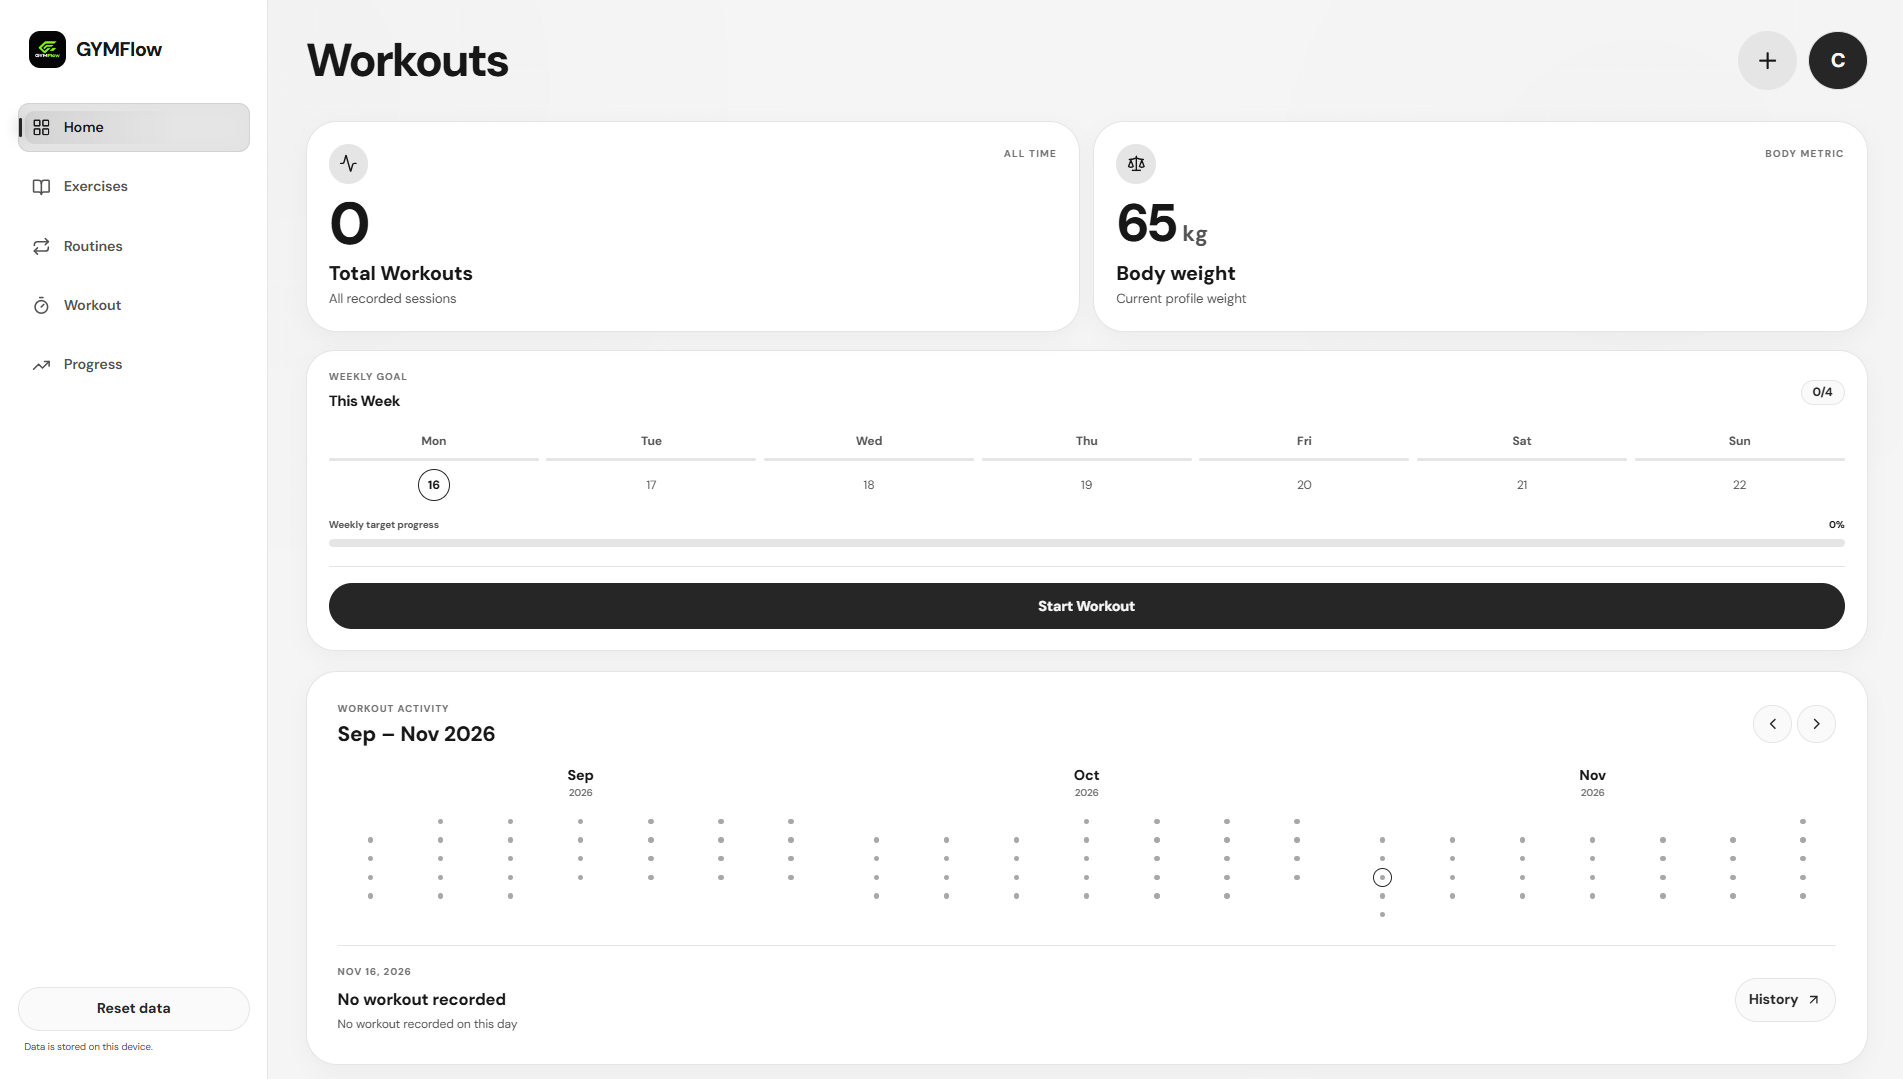 GYMFlow
Home
Exercises
Routines
Workout
Progress
Reset data
Data is stored on this device.
Workouts
C
ALL TIME
0
Total Workouts
All recorded sessions
BODY METRIC
65 kg
Body weight
Current profile weight
WEEKLY GOAL
This Week
0/4
Mon Tue Wed Thu Fri Sat Sun
16 17 18 19 20 21 22
Weekly target progress 0%
Start Workout
WORKOUT ACTIVITY
Sep – Nov 2026
Sep Oct Nov
2026 2026 2026
NOV 16, 2026
No workout recorded
No workout recorded on this day
History